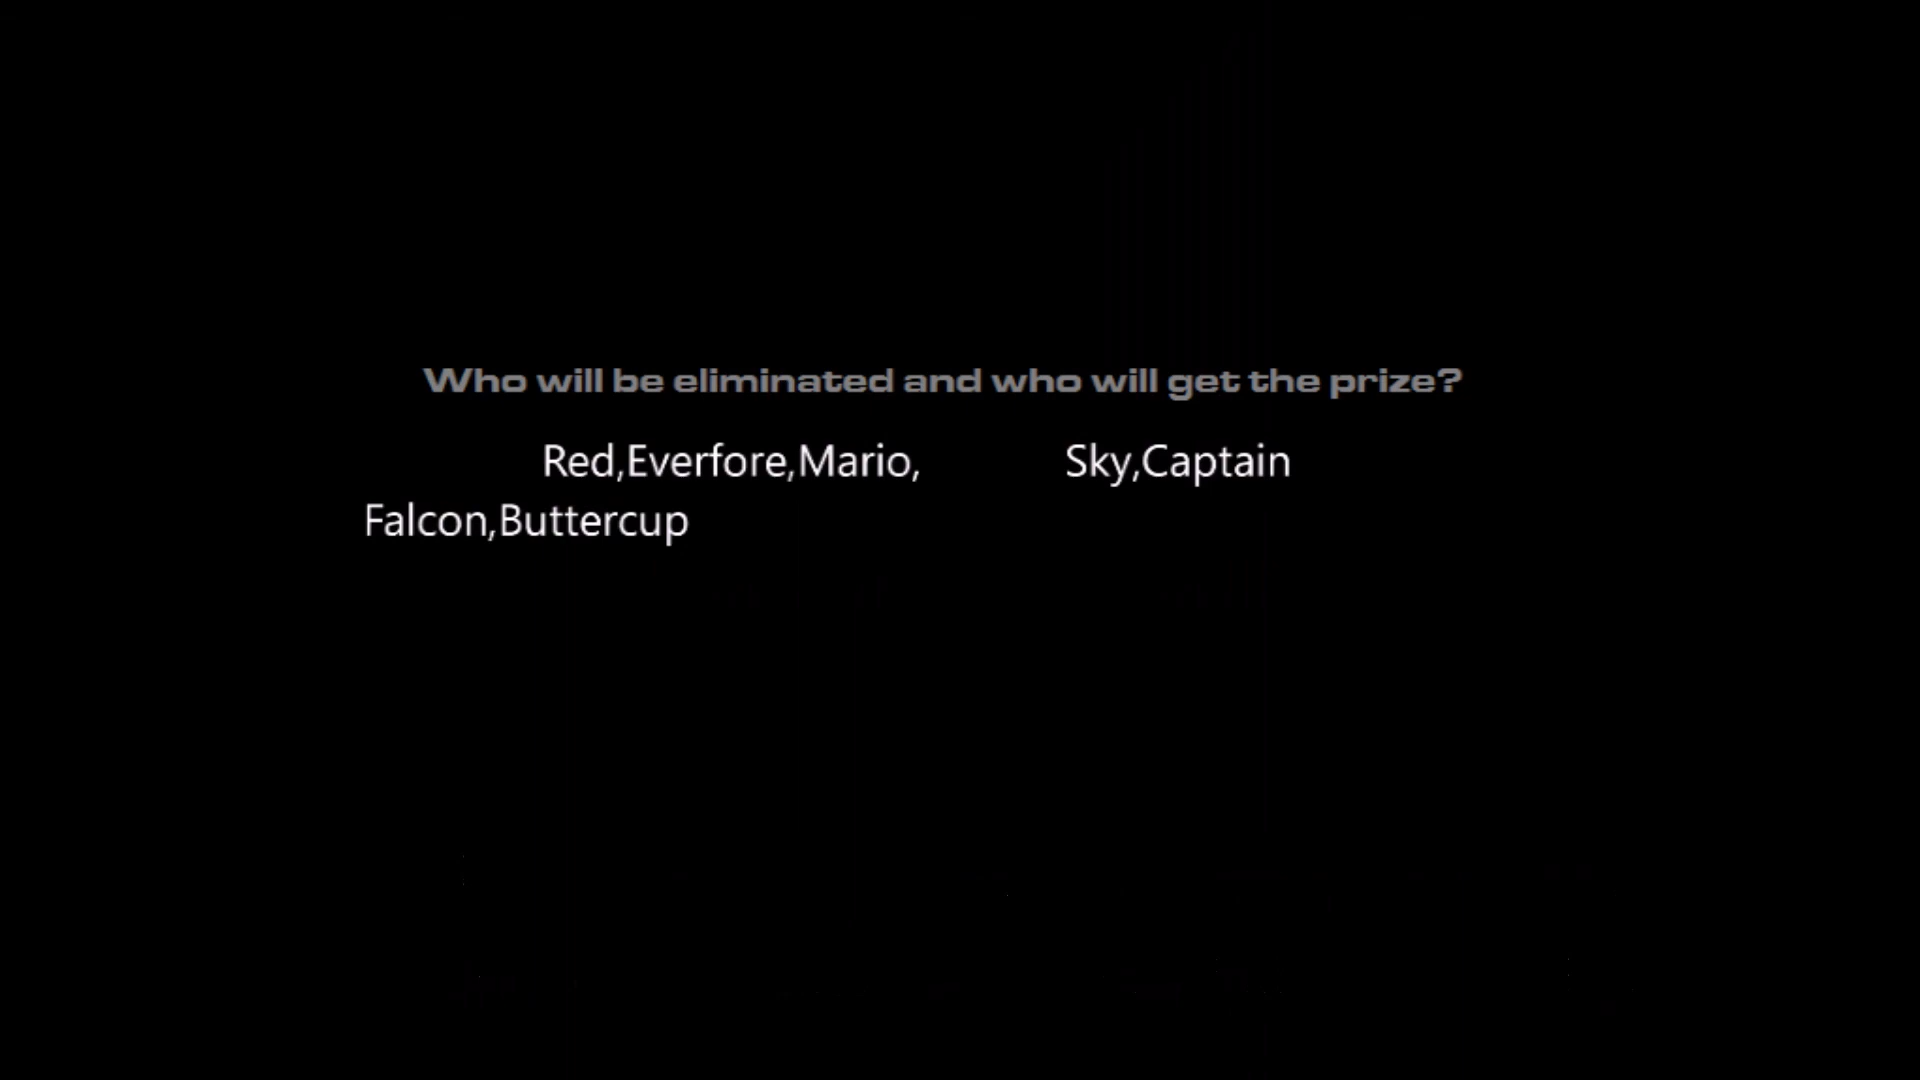 Who will be eliminated and who will get the prize?
Red,Everfore,Mario, Sky,Captain
Falcon,Buttercup